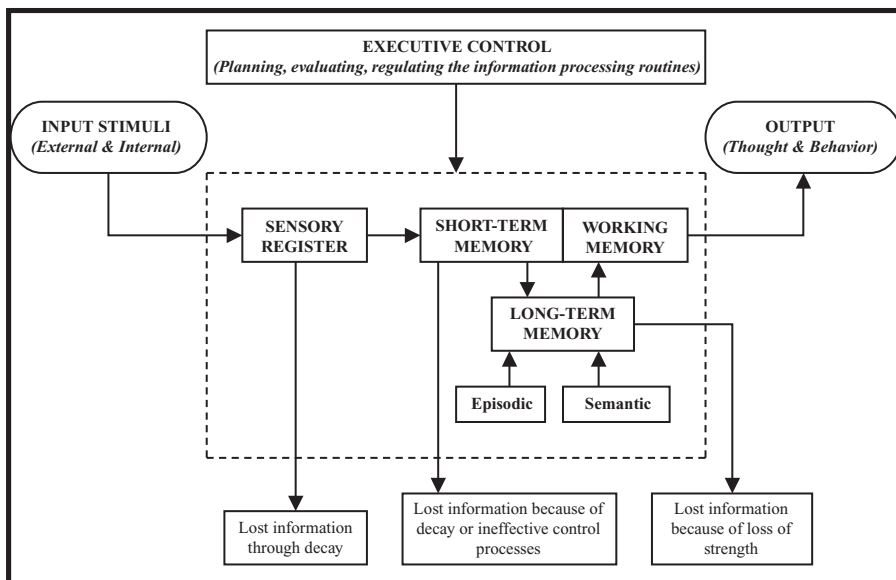 EXECUTIVE CONTROL
(Planning, evaluating, regulating the information processing routines)
INPUT STIMULI
(External & Internal)
OUTPUT
(Thought & Behavior)
SENSORY
REGISTER
SHORT-TERM
MEMORY
WORKING
MEMORY
LONG-TERM
MEMORY
Episodic
Semantic
Lost information
through decay
Lost information because of
decay or ineffective control
processes
Lost information
because of loss of
strength